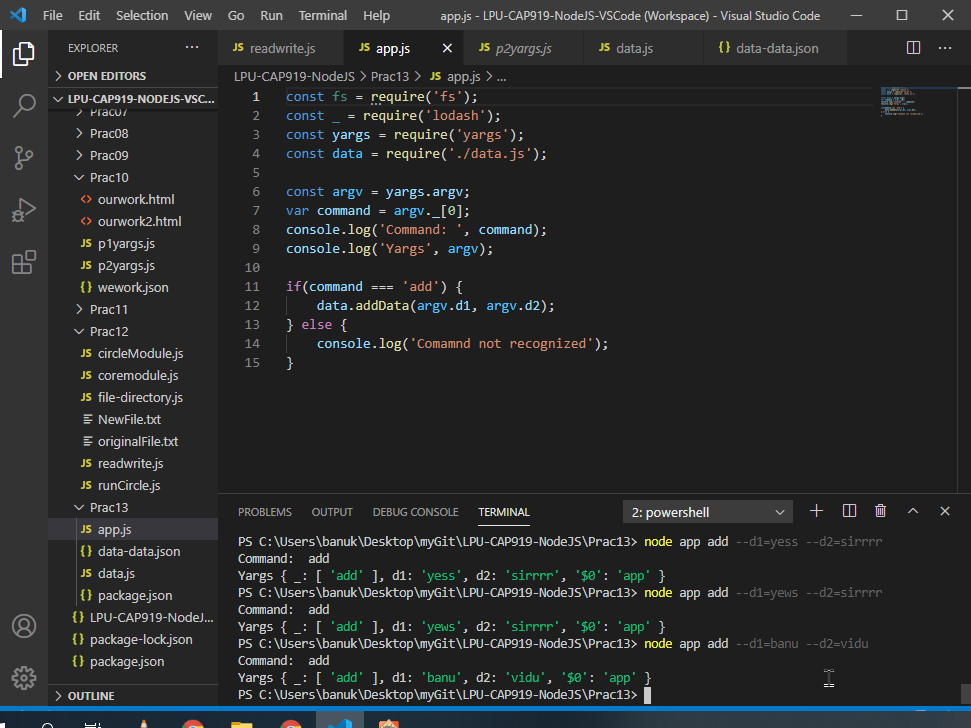 File Edit Selection View Go Run Terminal Help app.js - LPU-CAP919-NodeJS-VSCode (Workspace) - Visual Studio Code
EXPLORER ...
OPEN EDITORS
LPU-CAP919-NODEJS-VSC...
Prac07
Prac08
Prac09
Prac10
<> ourwork.html
<> ourwork2.html
JS p1yargs.js
JS p2yargs.js
{} wework.json
Prac11
Prac12
JS circleModule.js
JS coremodule.js
JS file-directory.js
NewFile.txt
originalFile.txt
JS readwrite.js
JS runCircle.js
Prac13
JS app.js
{} data-data.json
JS data.js
{} package.json
{} LPU-CAP919-NodeJ...
{} package-lock.json
{} package.json
OUTLINE
JS readwrite.js JS app.js JS p2yargs.js JS data.js {} data-data.json ...
LPU-CAP919-NodeJS > Prac13 > JS app.js > ...
1 const fs = require('fs');
2 const _ = require('lodash');
3 const yargs = require('yargs');
4 const data = require('./data.js');
5
6 const argv = yargs.argv;
7 var command = argv._[0];
8 console.log('Command: ', command);
9 console.log('Yargs', argv);
10
11 if(command === 'add') {
12 data.addData(argv.d1, argv.d2);
13 } else {
14 console.log('Comamnd not recognized');
15 }
PROBLEMS OUTPUT DEBUG CONSOLE TERMINAL 2: powershell
PS C:\Users\banuk\Desktop\myGit\LPU-CAP919-NodeJS\Prac13> node app add --d1=yess --d2=sirrrr
Command:  add
Yargs { _: [ 'add' ], d1: 'yess', d2: 'sirrrr', '$0': 'app' }
PS C:\Users\banuk\Desktop\myGit\LPU-CAP919-NodeJS\Prac13> node app add --d1=yews --d2=sirrrr
Command:  add
Yargs { _: [ 'add' ], d1: 'yews', d2: 'sirrrr', '$0': 'app' }
PS C:\Users\banuk\Desktop\myGit\LPU-CAP919-NodeJS\Prac13> node app add --d1=banu --d2=vidu
Command:  add
Yargs { _: [ 'add' ], d1: 'banu', d2: 'vidu', '$0': 'app' }
PS C:\Users\banuk\Desktop\myGit\LPU-CAP919-NodeJS\Prac13>